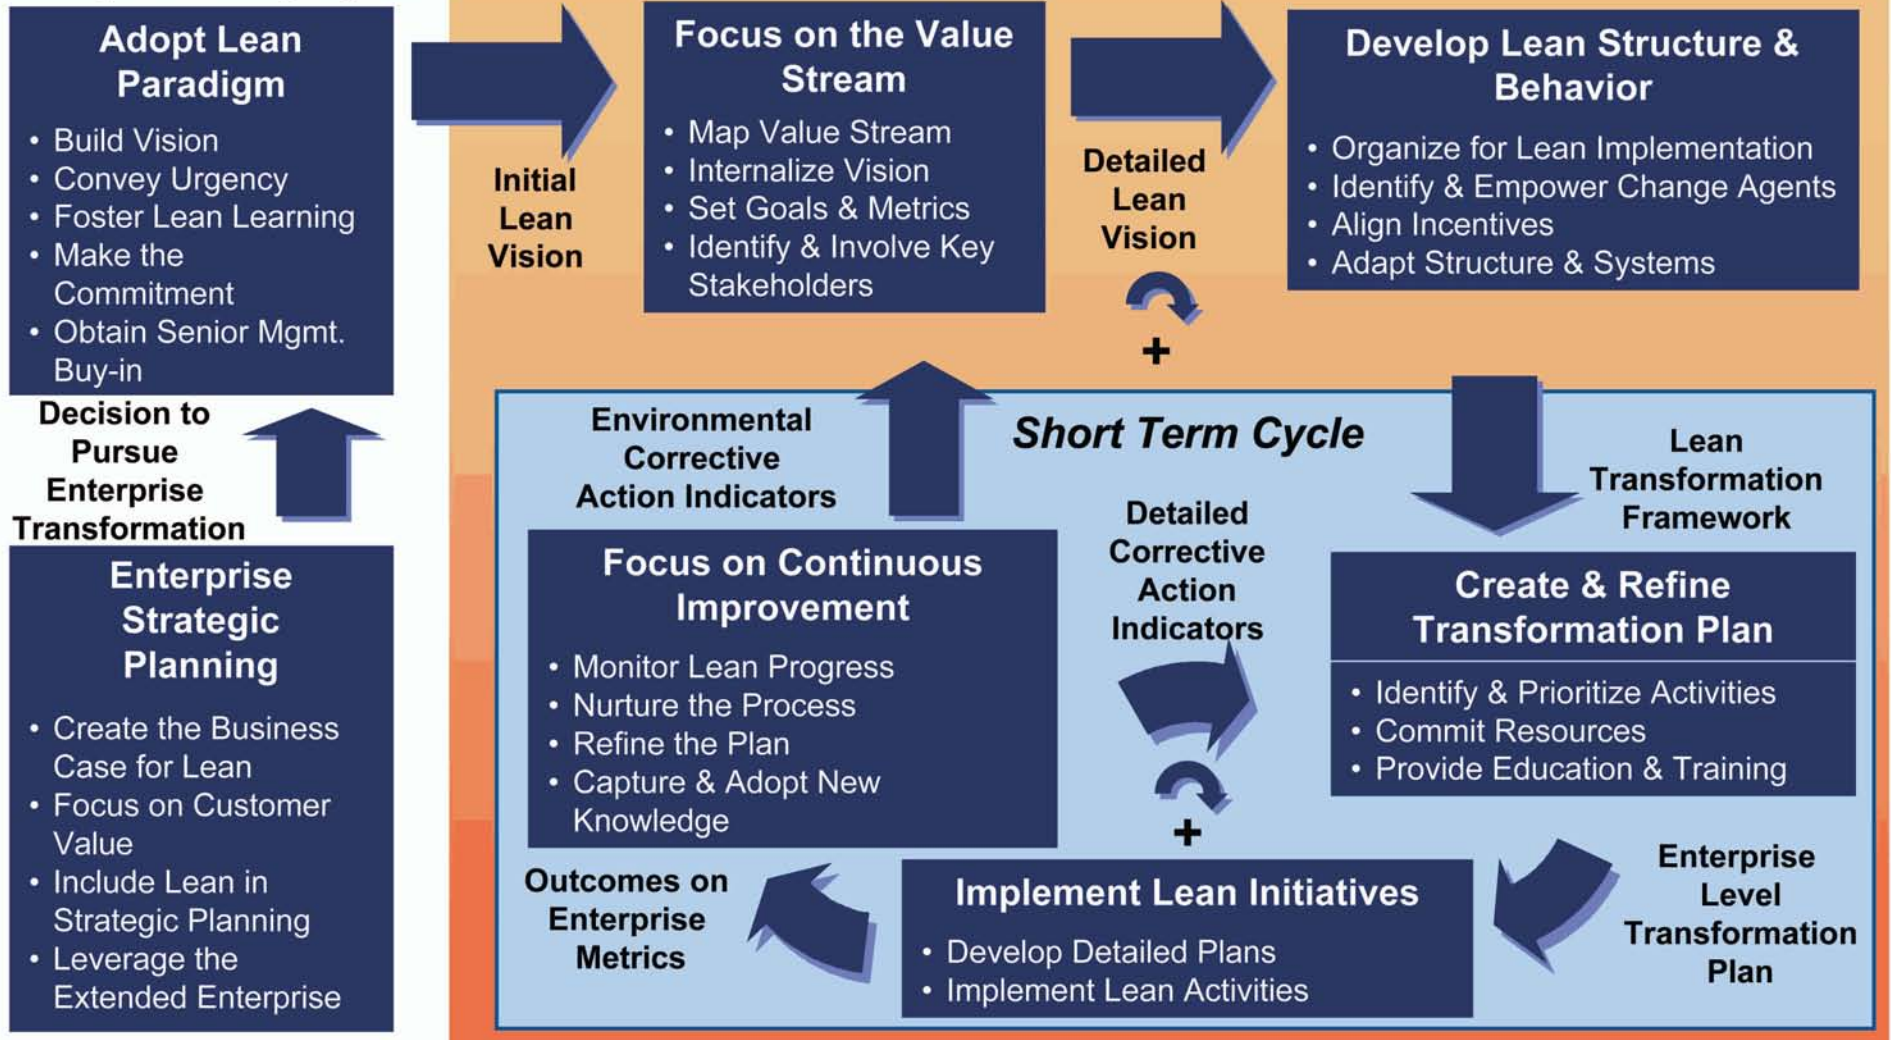 Adopt Lean
Paradigm
• Build Vision
• Convey Urgency
• Foster Lean Learning
• Make the
Commitment
• Obtain Senior Mgmt.
Buy-in
Initial
Lean
Vision
Focus on the Value
Stream
• Map Value Stream
• Internalize Vision
• Set Goals & Metrics
• Identify & Involve Key
Stakeholders
Detailed
Lean
Vision
+
Develop Lean Structure &
Behavior
• Organize for Lean Implementation
• Identify & Empower Change Agents
• Align Incentives
• Adapt Structure & Systems
Decision to
Pursue
Enterprise
Transformation
Enterprise
Strategic
Planning
• Create the Business
Case for Lean
• Focus on Customer
Value
• Include Lean in
Strategic Planning
• Leverage the
Extended Enterprise
Environmental
Corrective
Action Indicators
Short Term Cycle
Lean
Transformation
Framework
Focus on Continuous
Improvement
• Monitor Lean Progress
• Nurture the Process
• Refine the Plan
• Capture & Adopt New
Knowledge
Detailed
Corrective
Action
Indicators
+
Create & Refine
Transformation Plan
• Identify & Prioritize Activities
• Commit Resources
• Provide Education & Training
Outcomes on
Enterprise
Metrics
Implement Lean Initiatives
• Develop Detailed Plans
• Implement Lean Activities
Enterprise
Level
Transformation
Plan